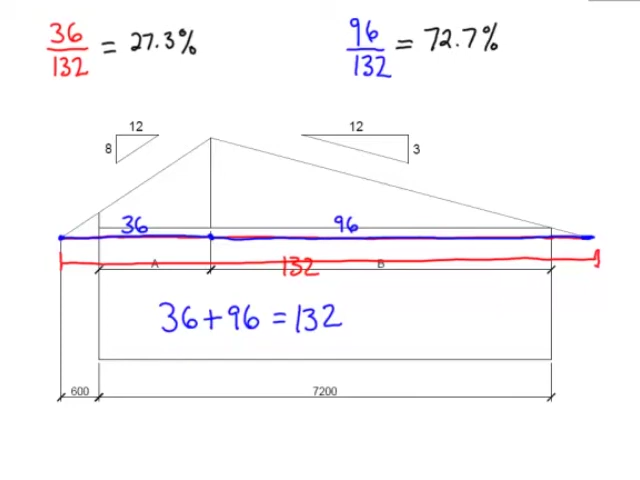 36/132 = 27.3%
96/132 = 72.7%
12
8
12
3
36
96
A
132
B
36+96=132
600
7200